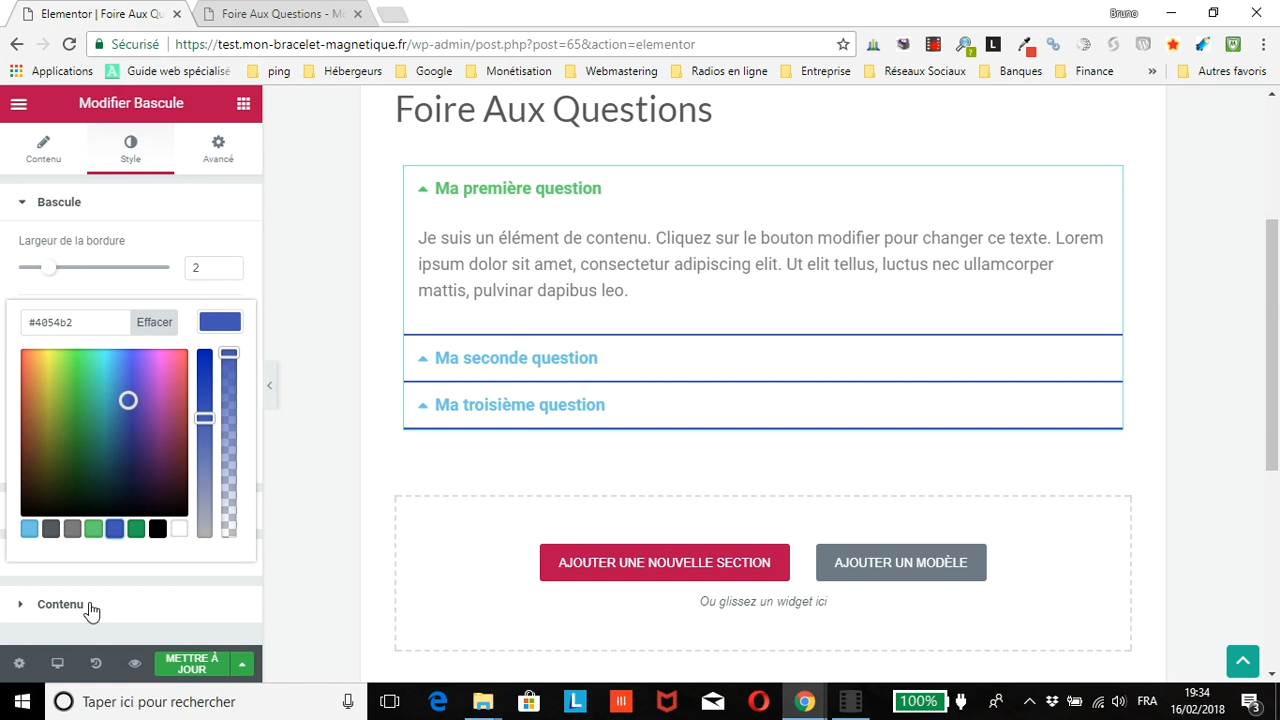 Elementor | Foire Aux Qu
Foire Aux Questions - M
Bruno
Sécurisé
https://test.mon-bracelet-magnetique.fr/wp-admin/post.php?post=65&action=elementor
Applications
Guide web spécialisé
ping
Hébergeurs
Google
Monétisation
Webmastering
Radios en ligne
Entreprise
Réseaux Sociaux
Banques
Finance
»
Autres favoris
Modifier Bascule
Contenu
Style
Avancé
Bascule
Largeur de la bordure
2
#4054b2
Effacer
Contenu
METTRE À
JOUR
Foire Aux Questions
Ma première question
Je suis un élément de contenu. Cliquez sur le bouton modifier pour changer ce texte. Lorem
ipsum dolor sit amet, consectetur adipiscing elit. Ut elit tellus, luctus nec ullamcorper
mattis, pulvinar dapibus leo.
Ma seconde question
Ma troisième question
AJOUTER UNE NOUVELLE SECTION
AJOUTER UN MODÈLE
Ou glissez un widget ici
Taper ici pour rechercher
100%
FRA
19:34
16/02/2018
3